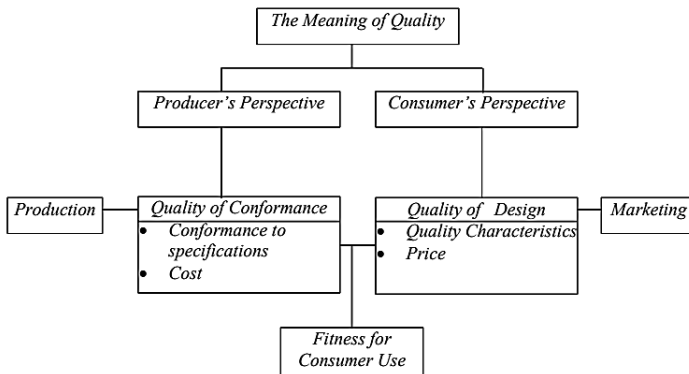 The Meaning of Quality
Producer's Perspective
Consumer's Perspective
Production
Quality of Conformance
• Conformance to
specifications
• Cost
Quality of Design
• Quality Characteristics
• Price
Marketing
Fitness for
Consumer Use